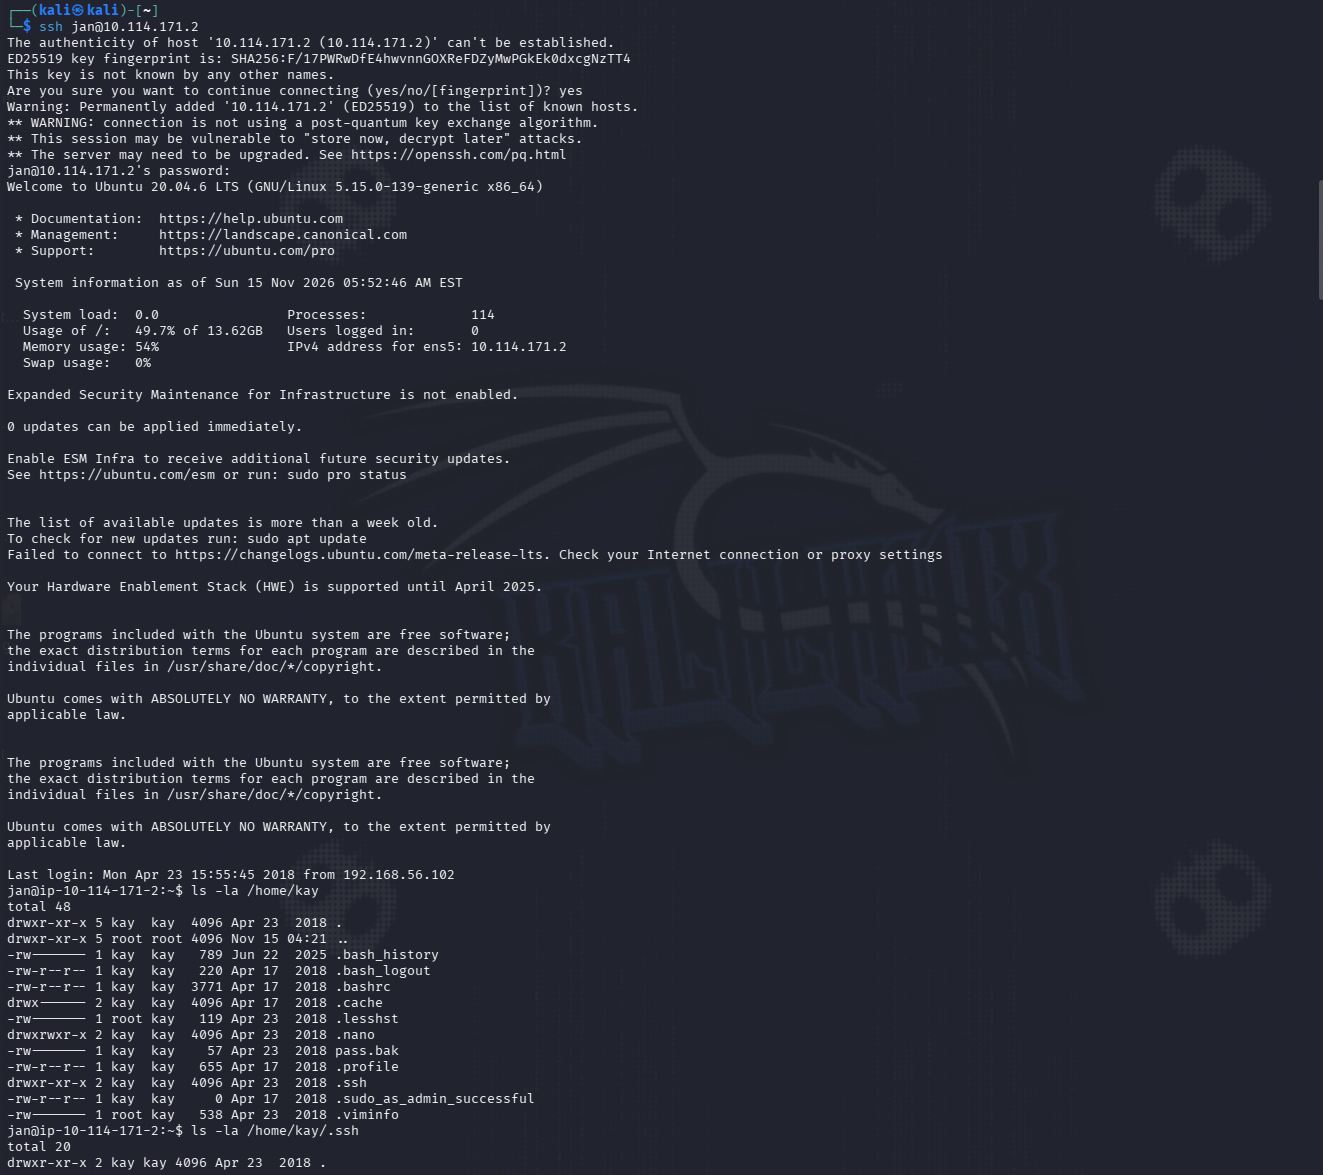 ┌──(kali㉿kali)-[~]
└─$ ssh jan@10.114.171.2
The authenticity of host '10.114.171.2 (10.114.171.2)' can't be established.
ED25519 key fingerprint is: SHA256:F/17PWRwDfE4hwvnnGOXReFDZyMwPGkEk0dxcgNzTT4
This key is not known by any other names.
Are you sure you want to continue connecting (yes/no/[fingerprint])? yes
Warning: Permanently added '10.114.171.2' (ED25519) to the list of known hosts.
** WARNING: connection is not using a post-quantum key exchange algorithm.
** This session may be vulnerable to "store now, decrypt later" attacks.
** The server may need to be upgraded. See https://openssh.com/pq.html
jan@10.114.171.2's password:
Welcome to Ubuntu 20.04.6 LTS (GNU/Linux 5.15.0-139-generic x86_64)

 * Documentation:  https://help.ubuntu.com
 * Management:     https://landscape.canonical.com
 * Support:        https://ubuntu.com/pro

 System information as of Sun 15 Nov 2026 05:52:46 AM EST

  System load:  0.0                Processes:             114
  Usage of /:   49.7% of 13.62GB   Users logged in:       0
  Memory usage: 54%                IPv4 address for ens5: 10.114.171.2
  Swap usage:   0%

Expanded Security Maintenance for Infrastructure is not enabled.

0 updates can be applied immediately.

Enable ESM Infra to receive additional future security updates.
See https://ubuntu.com/esm or run: sudo pro status


The list of available updates is more than a week old.
To check for new updates run: sudo apt update
Failed to connect to https://changelogs.ubuntu.com/meta-release-lts. Check your Internet connection or proxy settings

Your Hardware Enablement Stack (HWE) is supported until April 2025.


The programs included with the Ubuntu system are free software;
the exact distribution terms for each program are described in the
individual files in /usr/share/doc/*/copyright.

Ubuntu comes with ABSOLUTELY NO WARRANTY, to the extent permitted by
applicable law.


The programs included with the Ubuntu system are free software;
the exact distribution terms for each program are described in the
individual files in /usr/share/doc/*/copyright.

Ubuntu comes with ABSOLUTELY NO WARRANTY, to the extent permitted by
applicable law.

Last login: Mon Apr 23 15:55:45 2018 from 192.168.56.102
jan@ip-10-114-171-2:~$ ls -la /home/kay
total 48
drwxr-xr-x 5 kay  kay  4096 Apr 23  2018 .
drwxr-xr-x 5 root root 4096 Nov 15 04:21 ..
-rw------- 1 kay  kay   789 Jun 22  2025 .bash_history
-rw-r--r-- 1 kay  kay   220 Apr 17  2018 .bash_logout
-rw-r--r-- 1 kay  kay  3771 Apr 17  2018 .bashrc
drwx------ 2 kay  kay  4096 Apr 23  2018 .cache
-rw------- 1 root kay   119 Apr 23  2018 .lesshst
drwxrwxr-x 2 kay  kay  4096 Apr 23  2018 .nano
-rw------- 1 kay  kay    57 Apr 23  2018 pass.bak
-rw-r--r-- 1 kay  kay   655 Apr 17  2018 .profile
drwxr-xr-x 2 kay  kay  4096 Apr 23  2018 .ssh
-rw-r--r-- 1 kay  kay     0 Apr 17  2018 .sudo_as_admin_successful
-rw------- 1 root kay   538 Apr 23  2018 .viminfo
jan@ip-10-114-171-2:~$ ls -la /home/kay/.ssh
total 20
drwxr-xr-x 2 kay kay 4096 Apr 23  2018 .
KALI LINUX